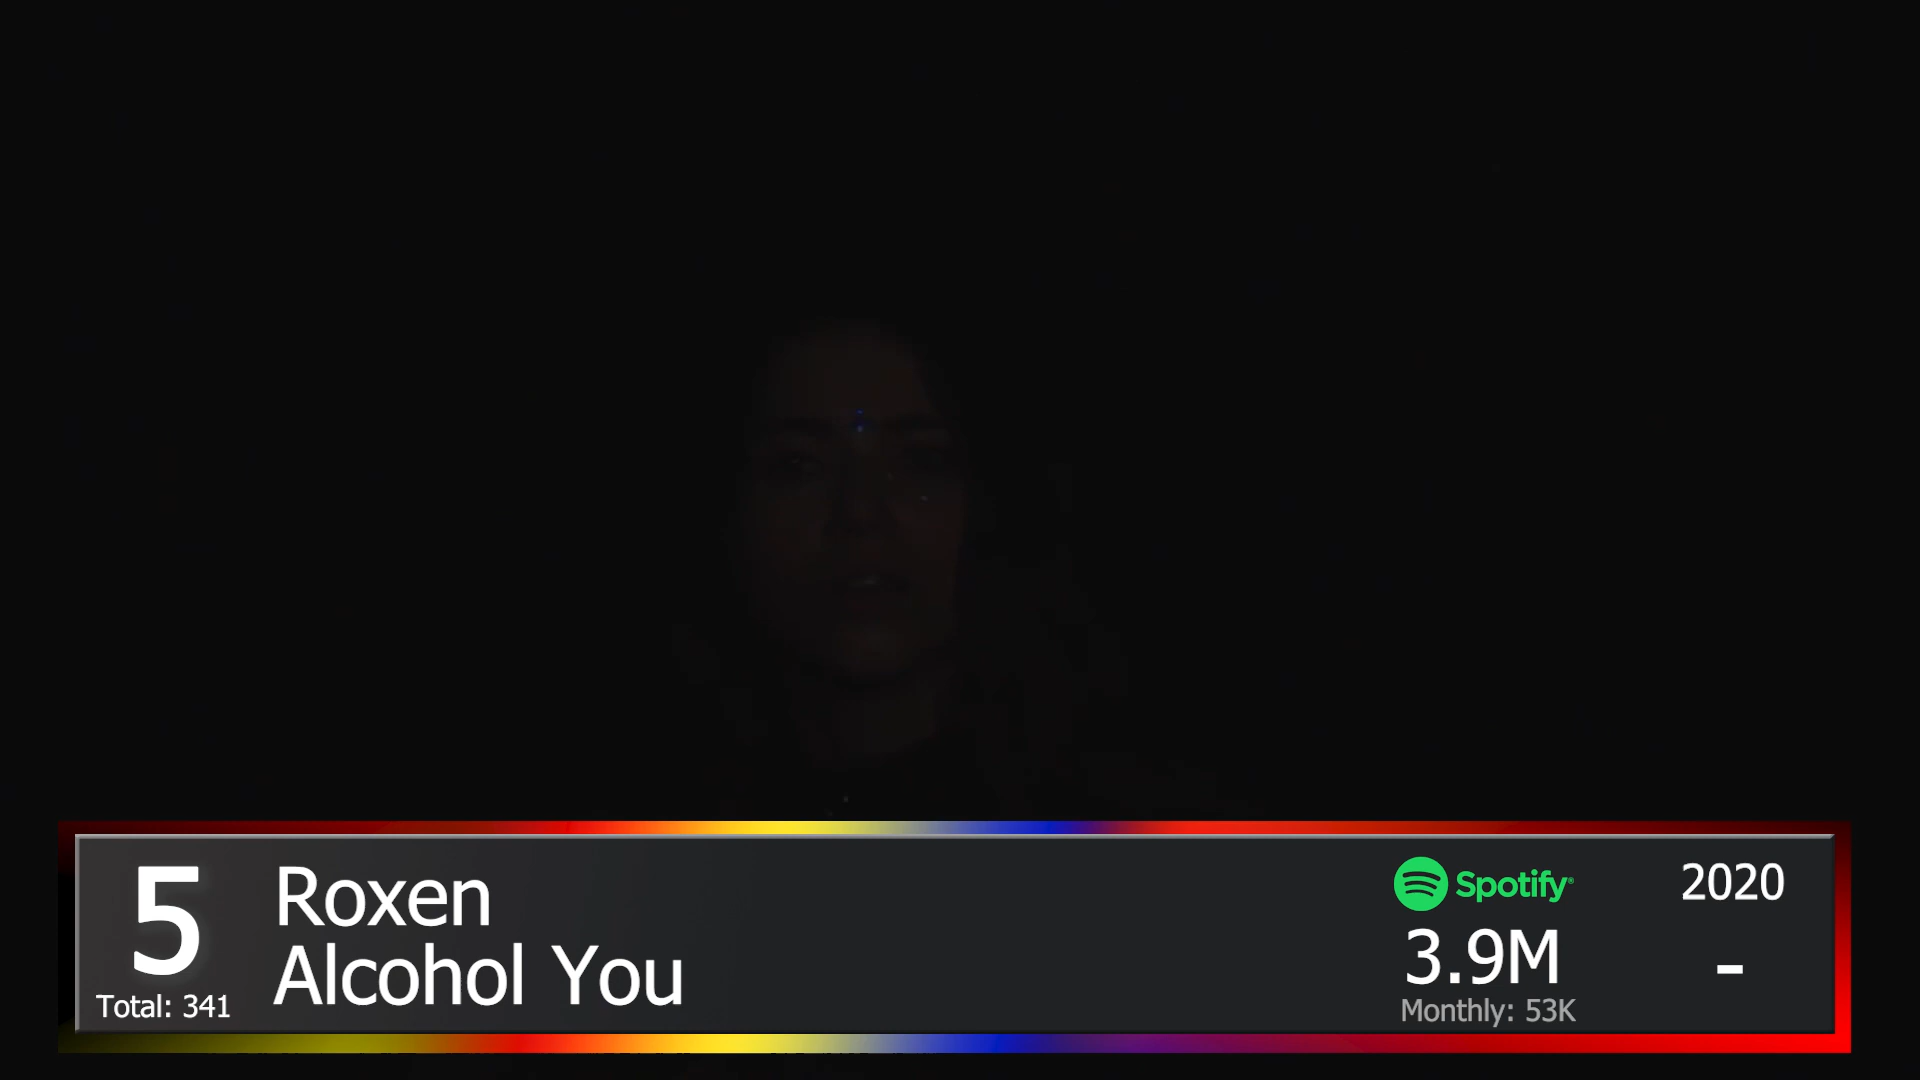 5
Total: 341
Roxen
Alcohol You
Spotify®
3.9M
Monthly: 53K
2020
-